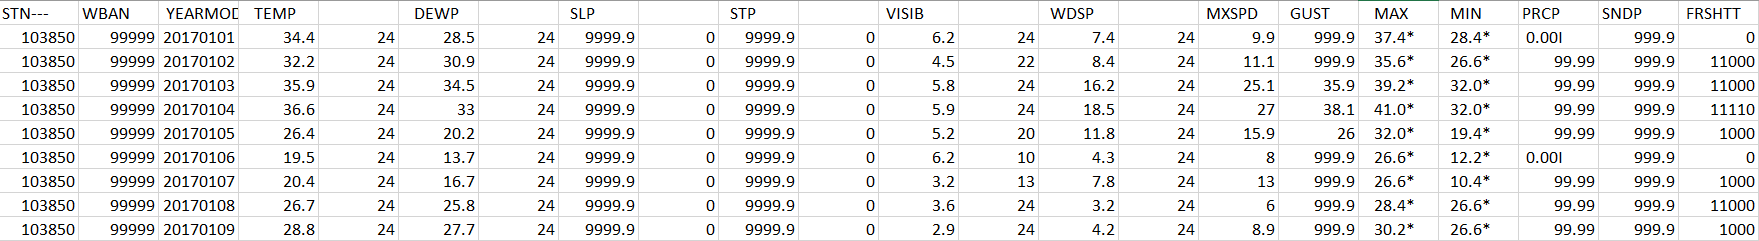 STN--- WBAN YEARMOD TEMP DEWP SLP STP VISIB WDSP MXSPD GUST MAX MIN PRCP SNDP FRSHTT
103850 99999 20170101 34.4 24 28.5 24 9999.9 0 9999.9 0 6.2 24 7.4 24 9.9 999.9 37.4* 28.4* 0.00I 999.9 0
103850 99999 20170102 32.2 24 30.9 24 9999.9 0 9999.9 0 4.5 22 8.4 24 11.1 999.9 35.6* 26.6* 99.99 999.9 11000
103850 99999 20170103 35.9 24 34.5 24 9999.9 0 9999.9 0 5.8 24 16.2 24 25.1 35.9 39.2* 32.0* 99.99 999.9 11000
103850 99999 20170104 36.6 24 33 24 9999.9 0 9999.9 0 5.9 24 18.5 24 27 38.1 41.0* 32.0* 99.99 999.9 11110
103850 99999 20170105 26.4 24 20.2 24 9999.9 0 9999.9 0 5.2 20 11.8 24 15.9 26 32.0* 19.4* 99.99 999.9 1000
103850 99999 20170106 19.5 24 13.7 24 9999.9 0 9999.9 0 6.2 10 4.3 24 8 999.9 26.6* 12.2* 0.00I 999.9 0
103850 99999 20170107 20.4 24 16.7 24 9999.9 0 9999.9 0 3.2 13 7.8 24 13 999.9 26.6* 10.4* 99.99 999.9 1000
103850 99999 20170108 26.7 24 25.8 24 9999.9 0 9999.9 0 3.6 24 3.2 24 6 999.9 28.4* 26.6* 99.99 999.9 11000
103850 99999 20170109 28.8 24 27.7 24 9999.9 0 9999.9 0 2.9 24 4.2 24 8.9 999.9 30.2* 26.6* 99.99 999.9 1000